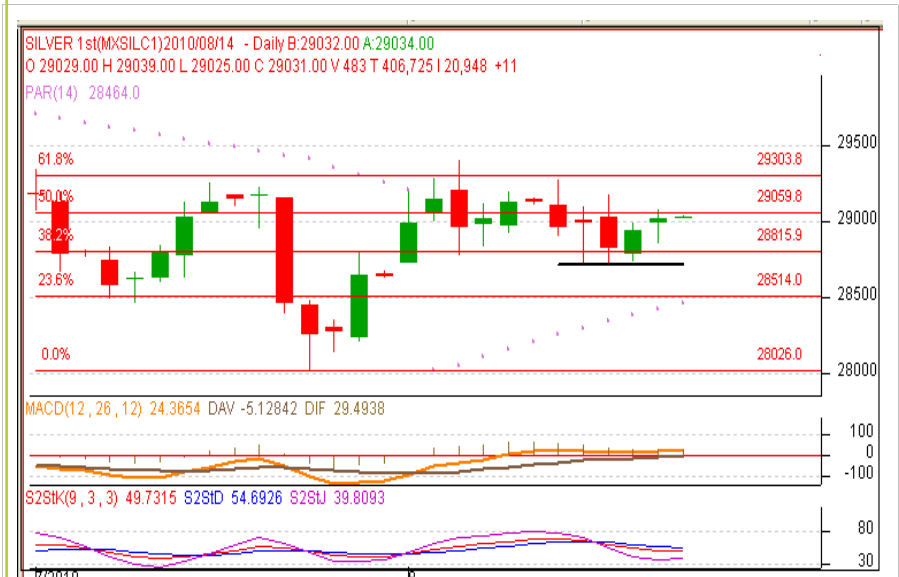 SILVER 1st(MXSILC1)2010/08/14 - Daily B:29032.00 A:29034.00
O 29029.00 H 29039.00 L 29025.00 C 29031.00 V 483 T 406,725 I 20,948 +11
PAR(14) 28464.0
29500
61.8% 29303.8
50.0% 29059.8
29000
38.2% 28815.9
23.6% 28514.0
28500
0.0% 28026.0
28000
MACD(12,26,12) 24.3654 DAV -5.12842 DIF 29.4938
100
0
-100
S2StK(9,3,3) 49.7315 S2StD 54.6926 S2StJ 39.8093
80
30